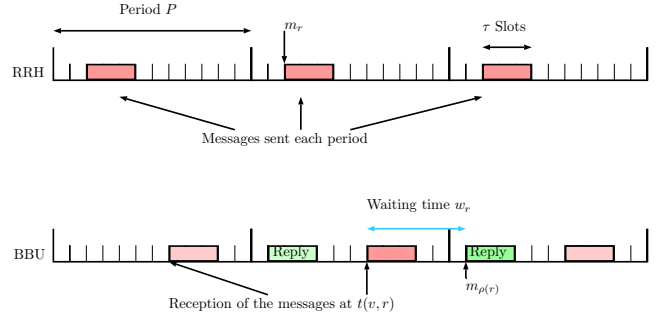 Period P
m_r
τ Slots
RRH
Messages sent each period
Waiting time w_r
BBU
Reply
Reply
m_{ρ(r)}
Reception of the messages at t(v, r)